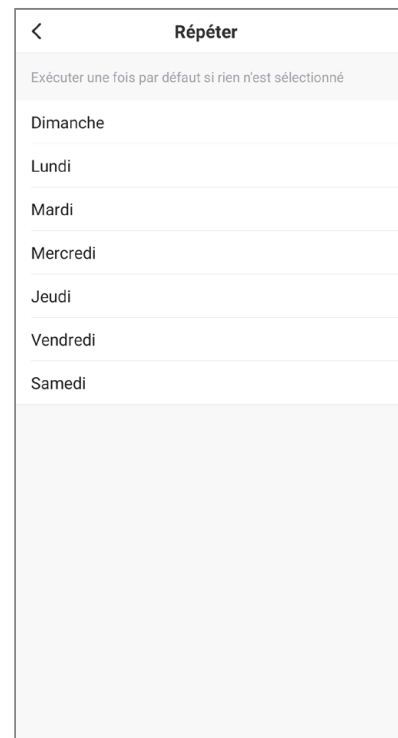 Répéter
Exécuter une fois par défaut si rien n'est sélectionné
Dimanche
Lundi
Mardi
Mercredi
Jeudi
Vendredi
Samedi